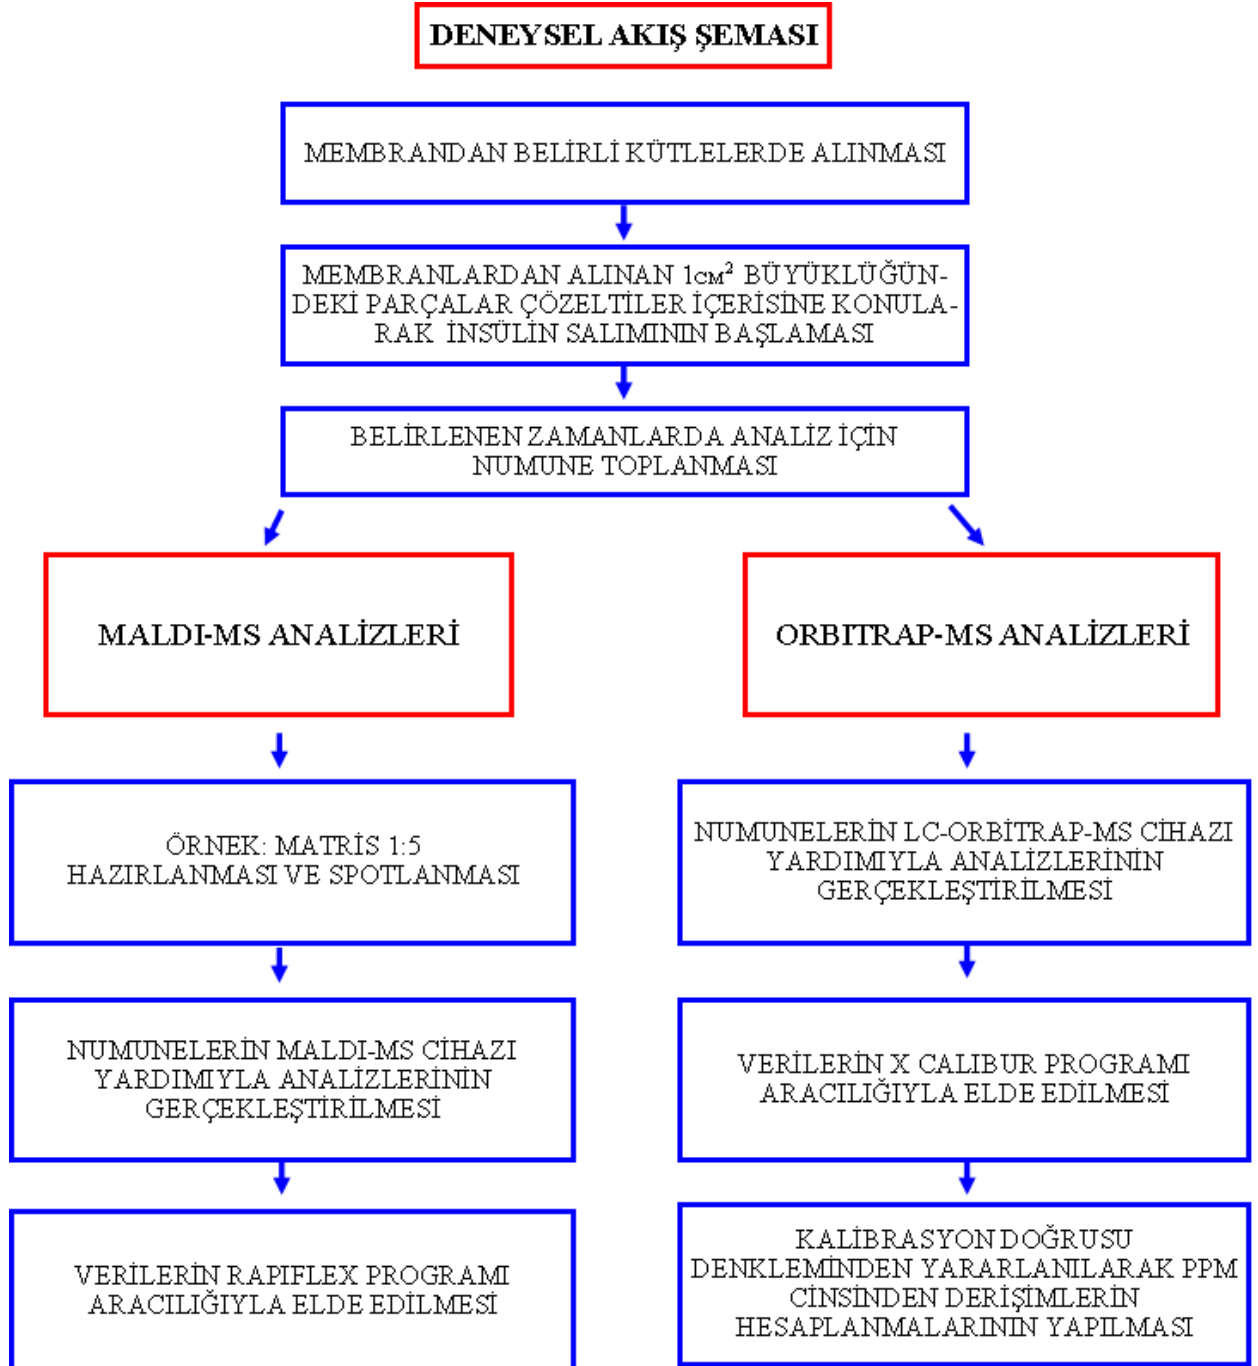 DENEYSEL AKIŞ ŞEMASI
MEMBRANDAN BELİRLİ KÜTLELERDE ALINMASI
MEMBRANLARDAN ALINAN 1CM² BÜYÜKLÜĞÜN-
DEKİ PARÇALAR ÇÖZELTİLER İÇERİSİNE KONULA-
RAK İNSÜLİN SALIMININ BAŞLAMASI
BELİRLENEN ZAMANLARDA ANALİZ İÇİN
NUMUNE TOPLANMASI
MALDI-MS ANALİZLERİ
ÖRNEK: MATRİS 1:5
HAZIRLANMASI VE SPOTLANMASI
NUMUNELERİN MALDI-MS CİHAZI
YARDIMIYLA ANALİZLERİNİN
GERÇEKLEŞTİRİLMESİ
VERİLERİN RAPIFLEX PROGRAMI
ARACILIĞIYLA ELDE EDİLMESİ
ORBITRAP-MS ANALİZLERİ
NUMUNELERİN LC-ORBİTRAP-MS CİHAZI
YARDIMIYLA ANALİZLERİNİN
GERÇEKLEŞTİRİLMESİ
VERİLERİN X CALIBUR PROGRAMI
ARACILIĞIYLA ELDE EDİLMESİ
KALİBRASYON DOĞRUSU
DENKLEMİNDEN YARARLANILARAK PPM
CİNSİNDEN DERİŞİMLERİN
HESAPLANMALARININ YAPILMASI